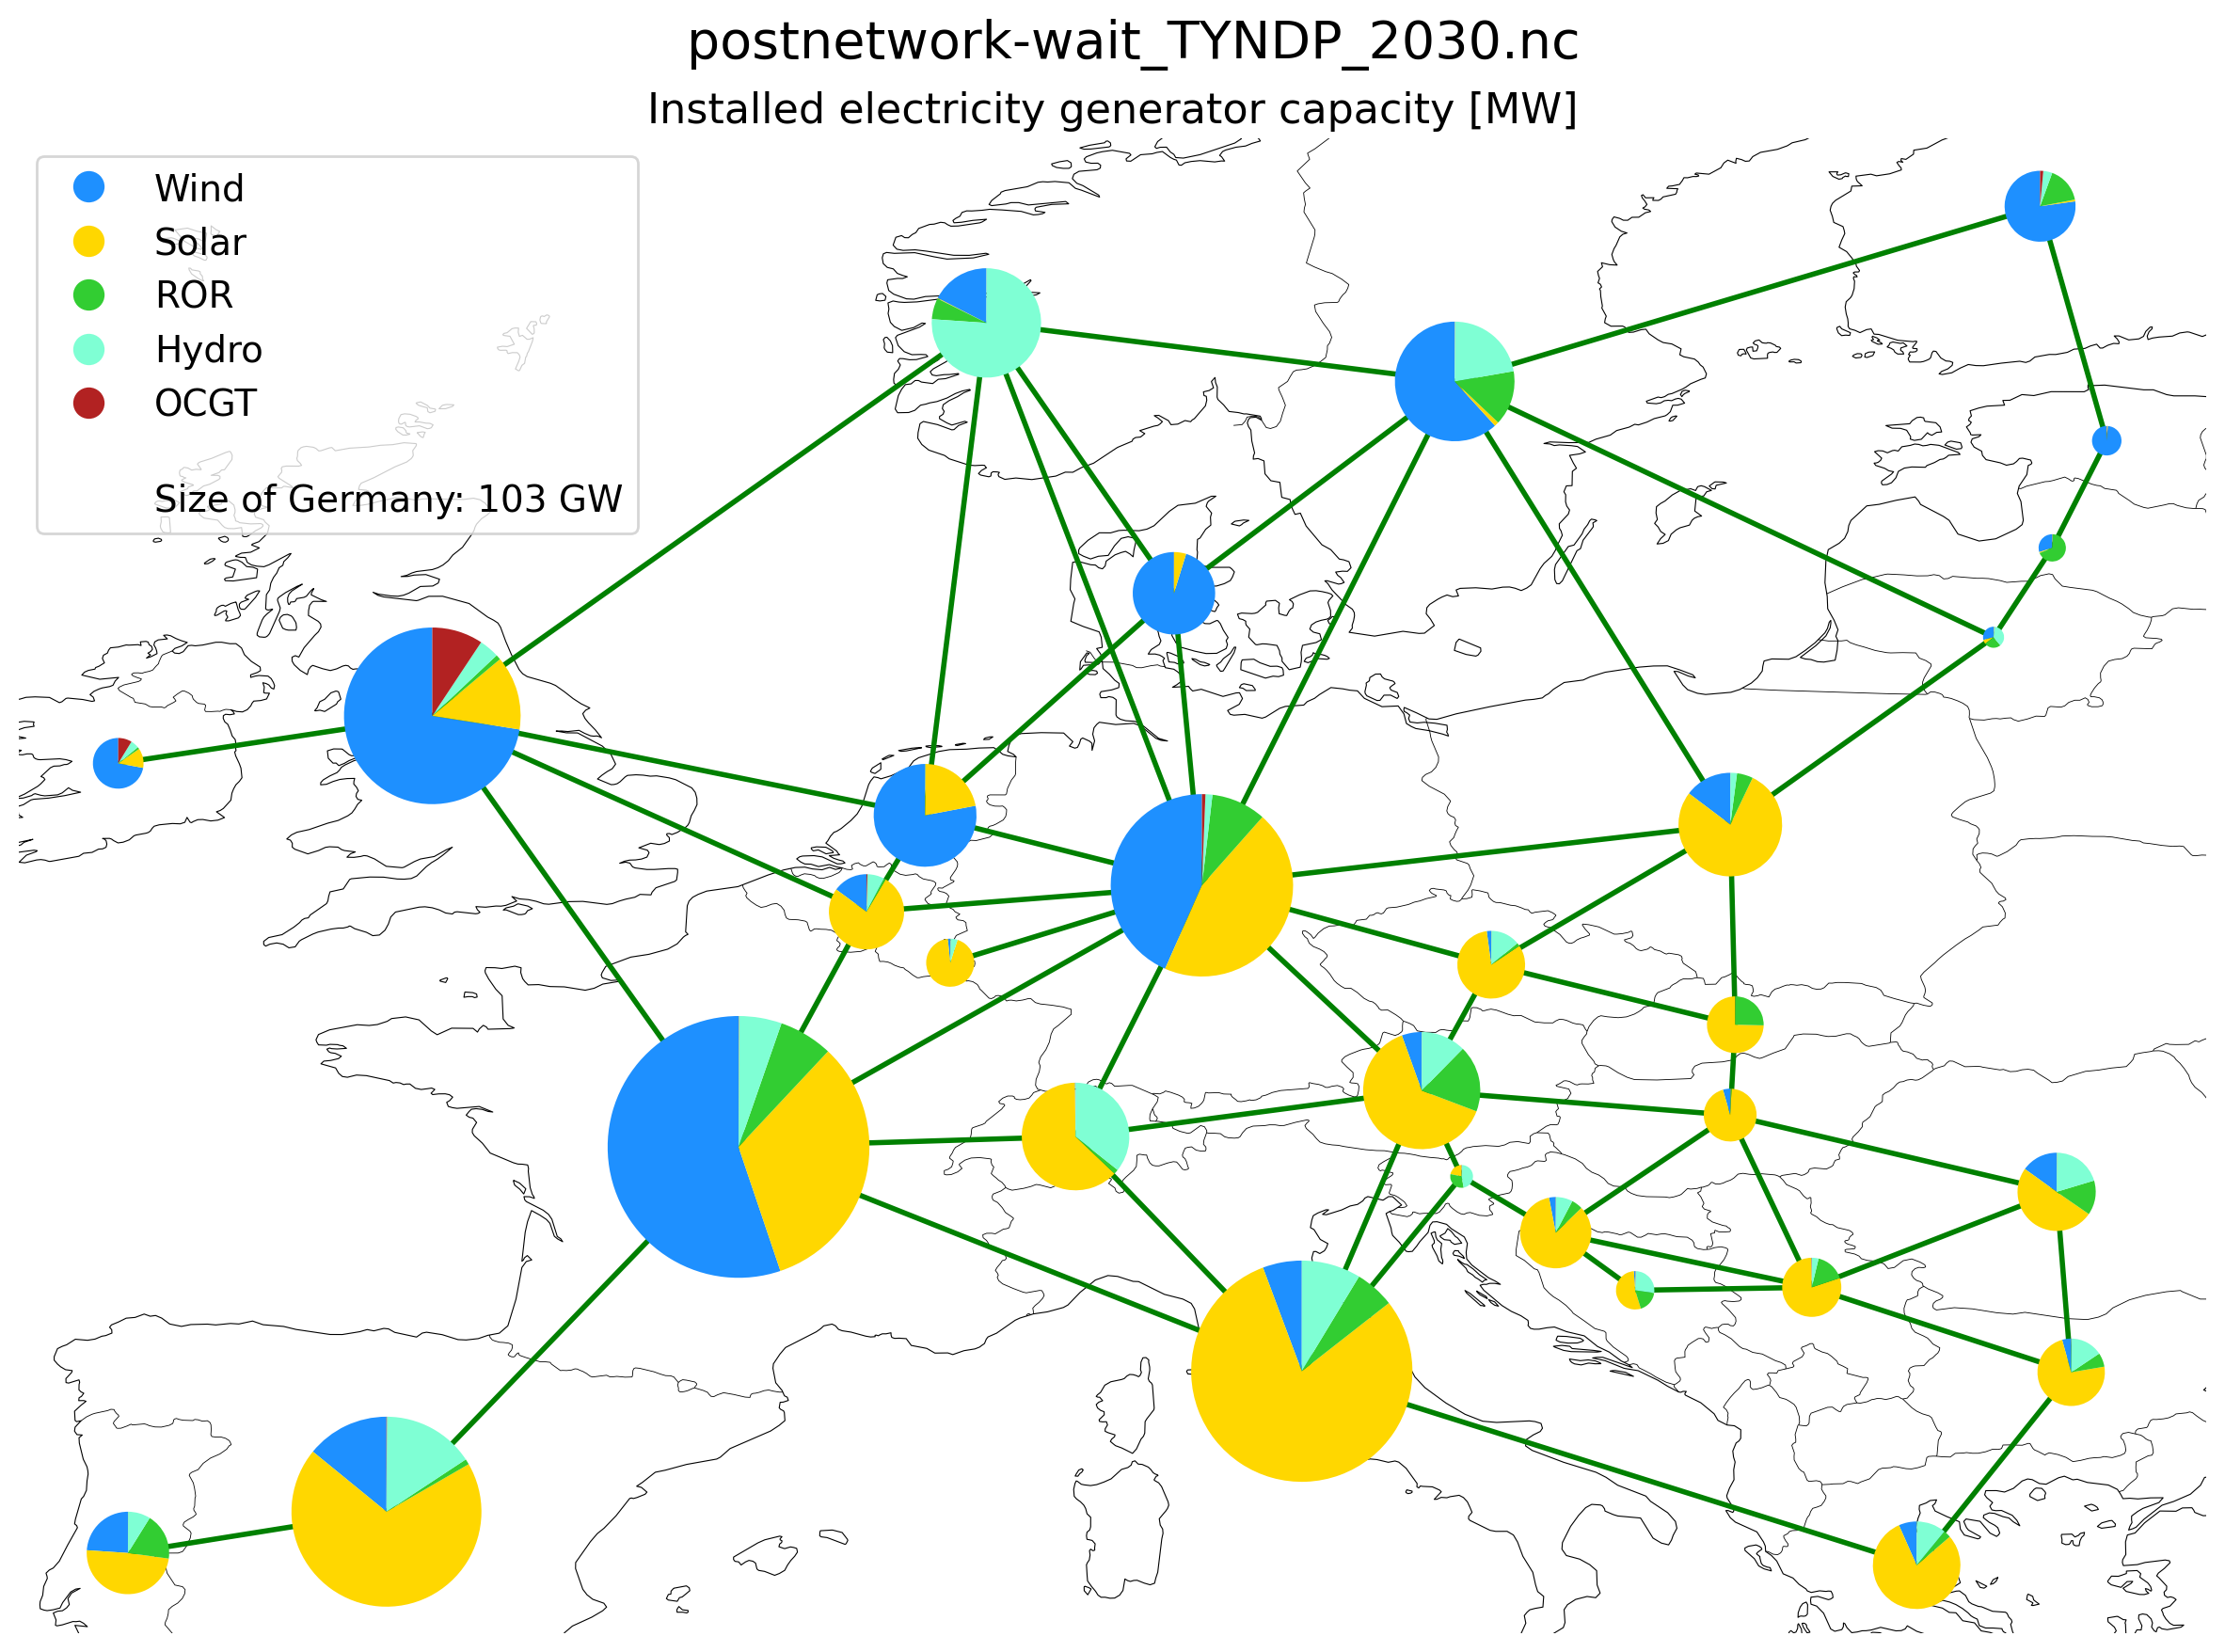 postnetwork-wait_TYNDP_2030.nc
Installed electricity generator capacity [MW]
Wind
Solar
ROR
Hydro
OCGT
Size of Germany: 103 GW